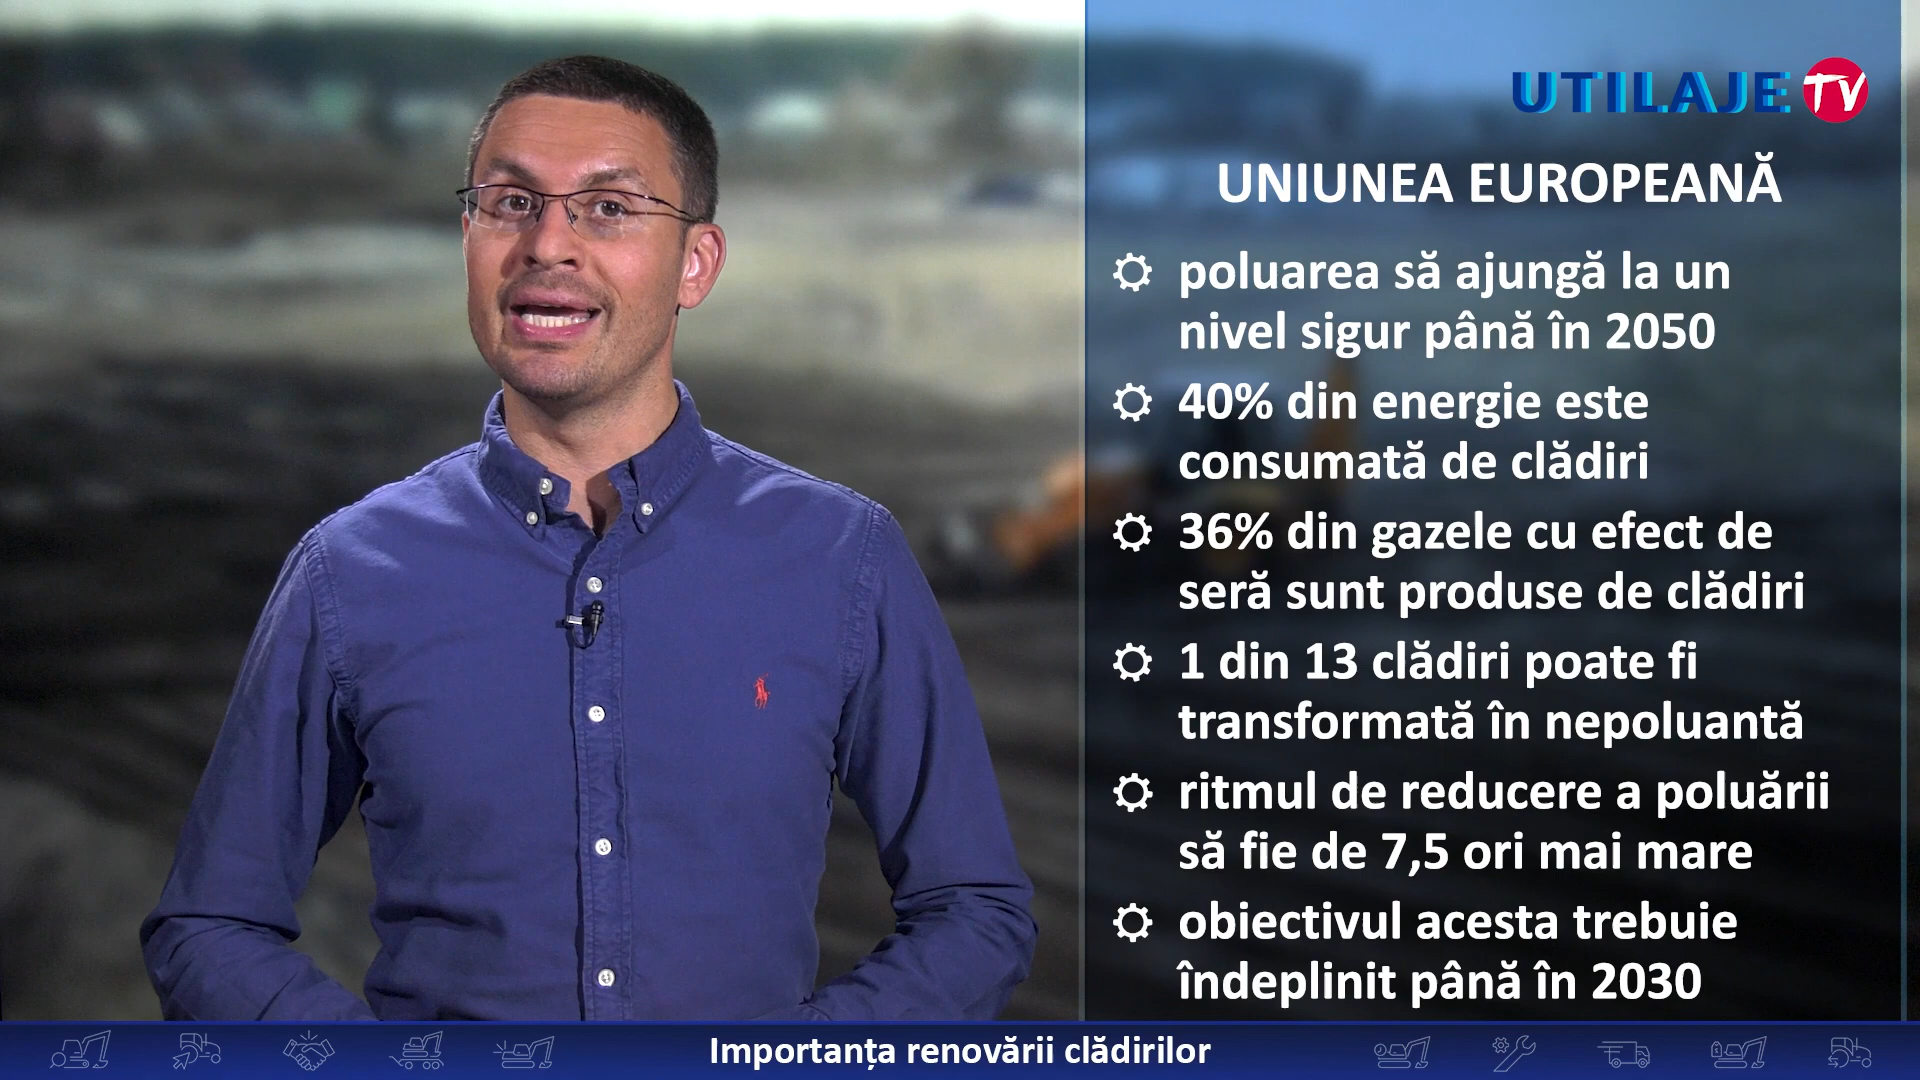 UTILAJE TV
UNIUNEA EUROPEANĂ
poluarea să ajungă la un
nivel sigur până în 2050
40% din energie este
consumată de clădiri
36% din gazele cu efect de
seră sunt produse de clădiri
1 din 13 clădiri poate fi
transformată în nepoluantă
ritmul de reducere a poluării
să fie de 7,5 ori mai mare
obiectivul acesta trebuie
îndeplinit până în 2030
Importanța renovării clădirilor